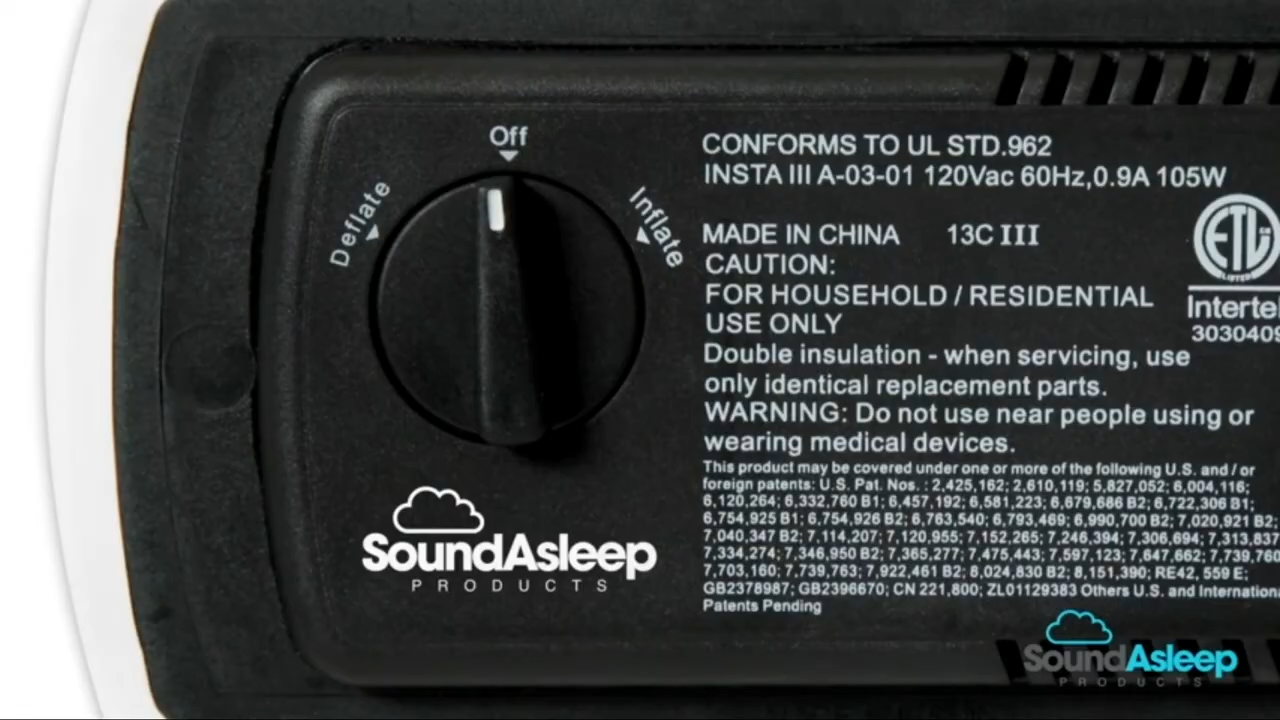 Off
Deflate
Inflate
CONFORMS TO UL STD.962
INSTA III A-03-01 120Vac 60Hz,0.9A 105W
MADE IN CHINA 13C III
CAUTION:
FOR HOUSEHOLD / RESIDENTIAL
USE ONLY
Double insulation - when servicing, use
only identical replacement parts.
WARNING: Do not use near people using or
wearing medical devices.
This product may be covered under one or more of the following U.S. and / or
foreign patents: U.S. Pat. Nos. : 2,425,162; 2,610,119; 5,827,052; 6,004,116;
6,120,264; 6,332,760 B1; 6,457,192; 6,581,223; 6,679,686 B2; 6,722,306 B1;
6,754,925 B1; 6,754,926 B2; 6,763,540; 6,793,469; 6,990,700 B2; 7,020,921 B2;
7,040,347 B2; 7,114,207; 7,120,955; 7,152,265; 7,246,394; 7,306,694; 7,313,837
7,334,274; 7,346,950 B2; 7,365,277; 7,475,443; 7,597,123; 7,647,662; 7,739,760
7,703,160; 7,739,763; 7,922,461 B2; 8,024,830 B2; 8,151,390; RE42, 559 E;
GB2378987; GB2396670; CN 221,800; ZL01129383 Others U.S. and Internationa
Patents Pending
ETL
LISTED
Interte
3030409
SoundAsleep
PRODUCTS
SoundAsleep
PRODUCTS